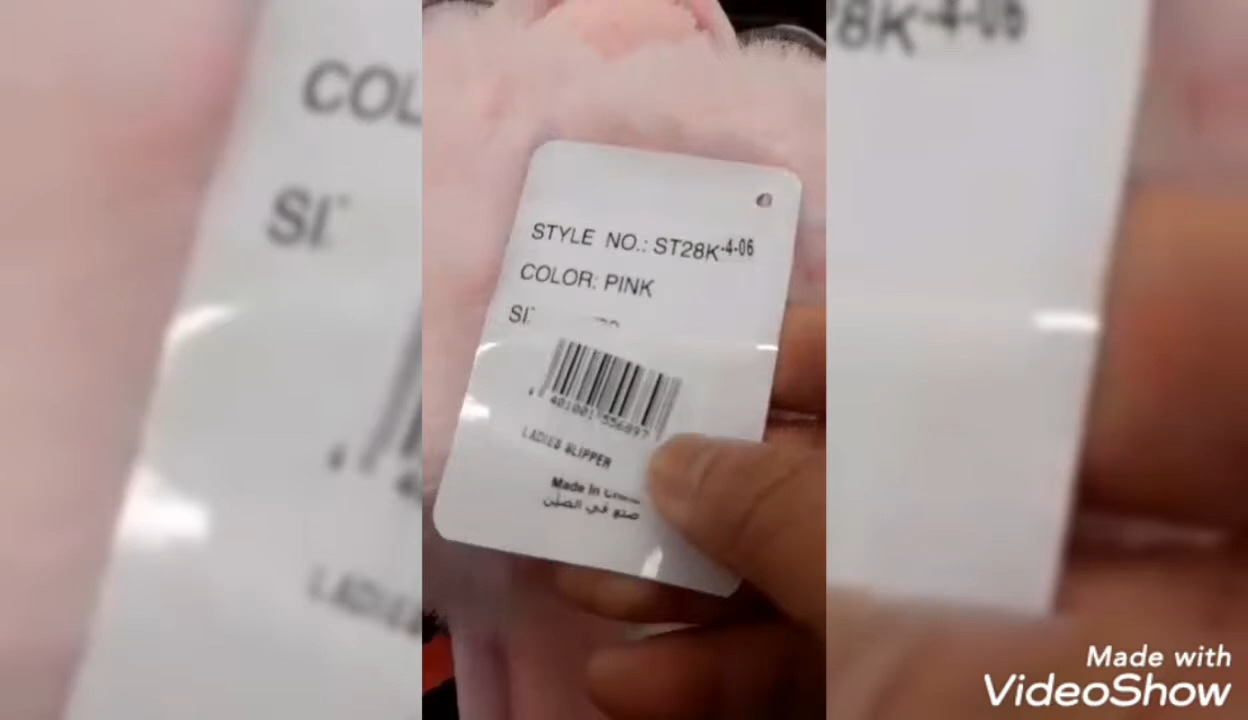 STYLE NO.: ST28K-4-06
COLOR: PINK
LADIES SLIPPER
Made In
صنع في الصين
Made with
VideoShow